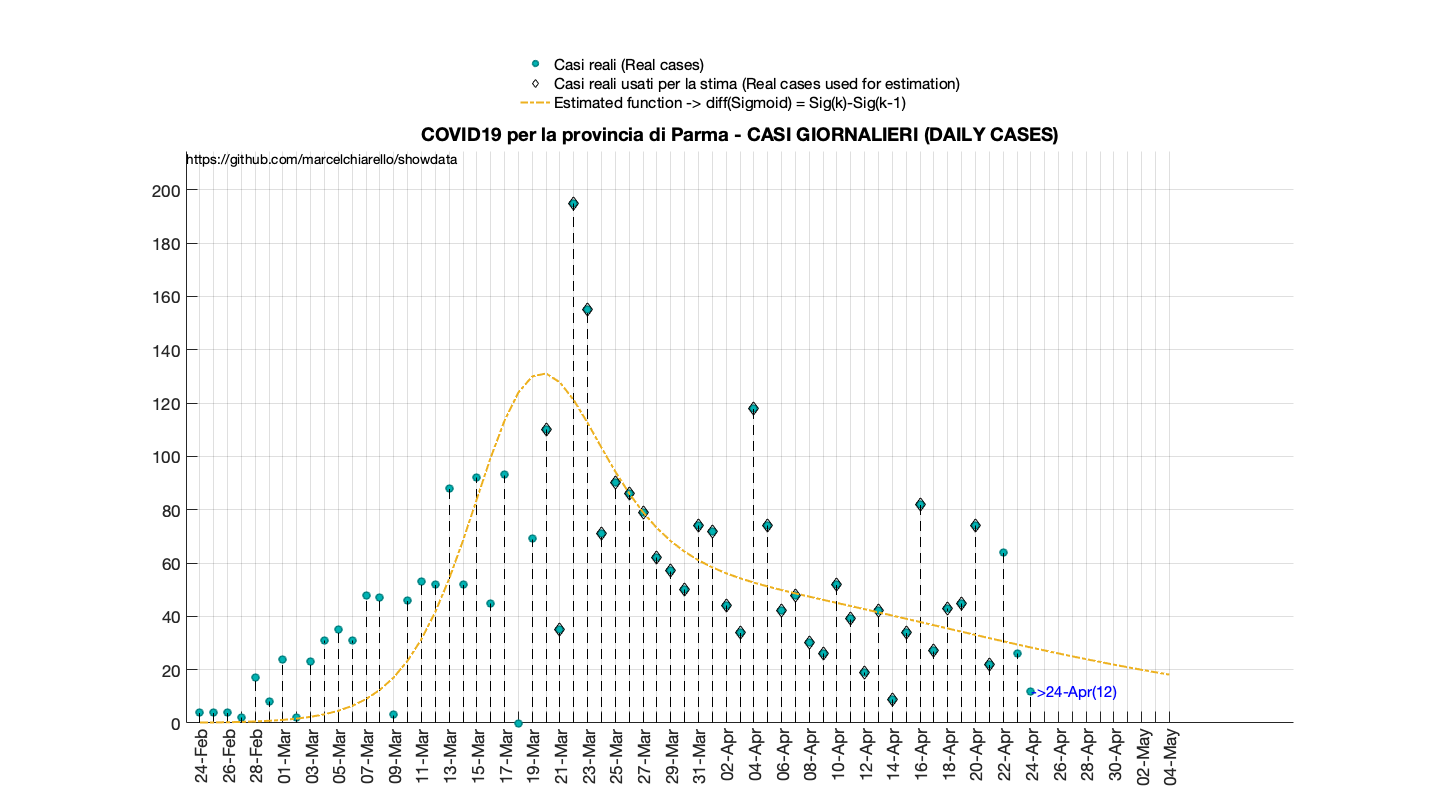 Casi reali (Real cases)
Casi reali usati per la stima (Real cases used for estimation)
Estimated function -> diff(Sigmoid) = Sig(k)-Sig(k-1)
COVID19 per la provincia di Parma - CASI GIORNALIERI (DAILY CASES)
https://github.com/marcelchiarello/showdata
200
180
160
140
120
100
80
60
40
20
0
->24-Apr(12)
24-Feb
26-Feb
28-Feb
01-Mar
03-Mar
05-Mar
07-Mar
09-Mar
11-Mar
13-Mar
15-Mar
17-Mar
19-Mar
21-Mar
23-Mar
25-Mar
27-Mar
29-Mar
31-Mar
02-Apr
04-Apr
06-Apr
08-Apr
10-Apr
12-Apr
14-Apr
16-Apr
18-Apr
20-Apr
22-Apr
24-Apr
26-Apr
28-Apr
30-Apr
02-May
04-May